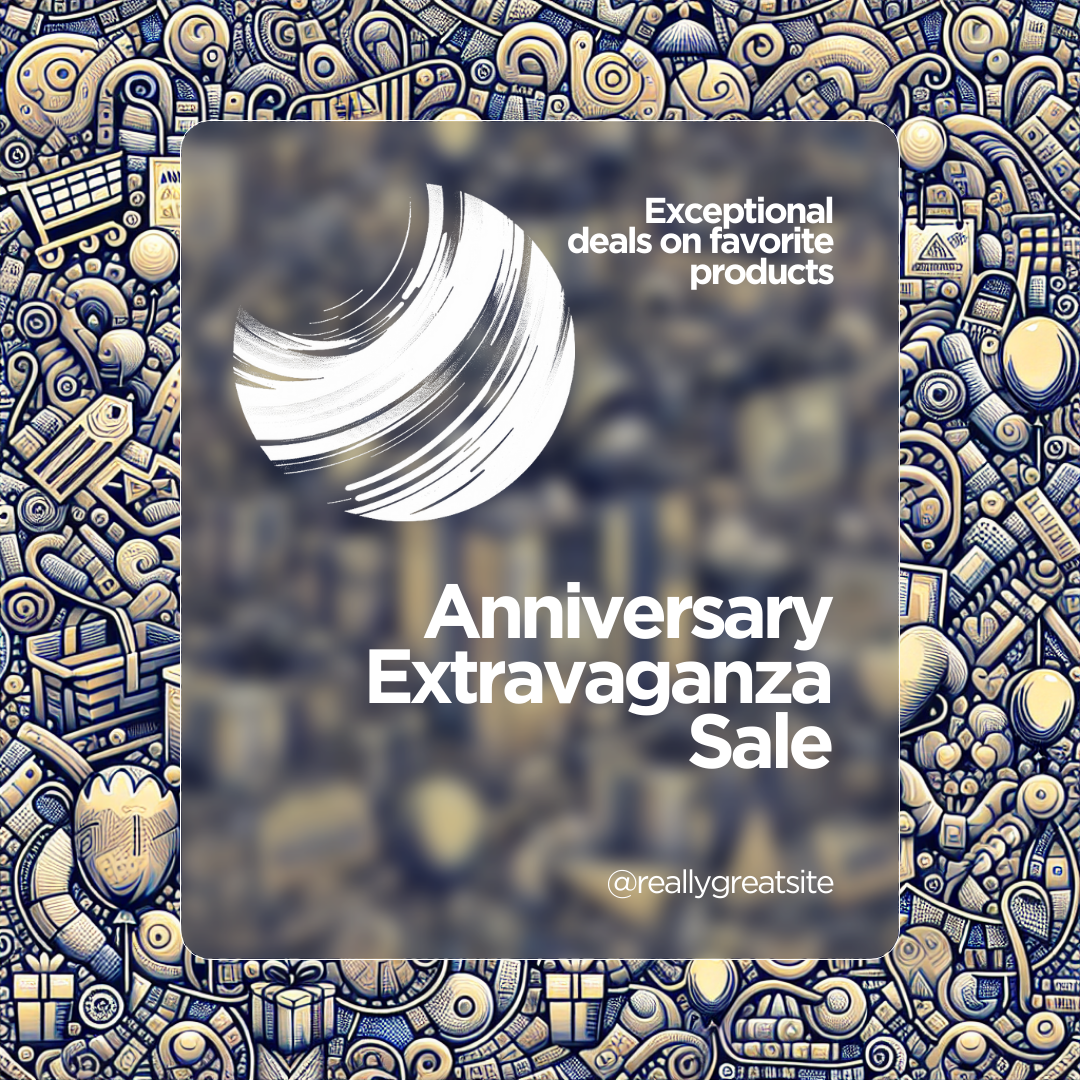 Exceptional
deals on favorite
products
Anniversary
Extravaganza
Sale
@reallygreatsite